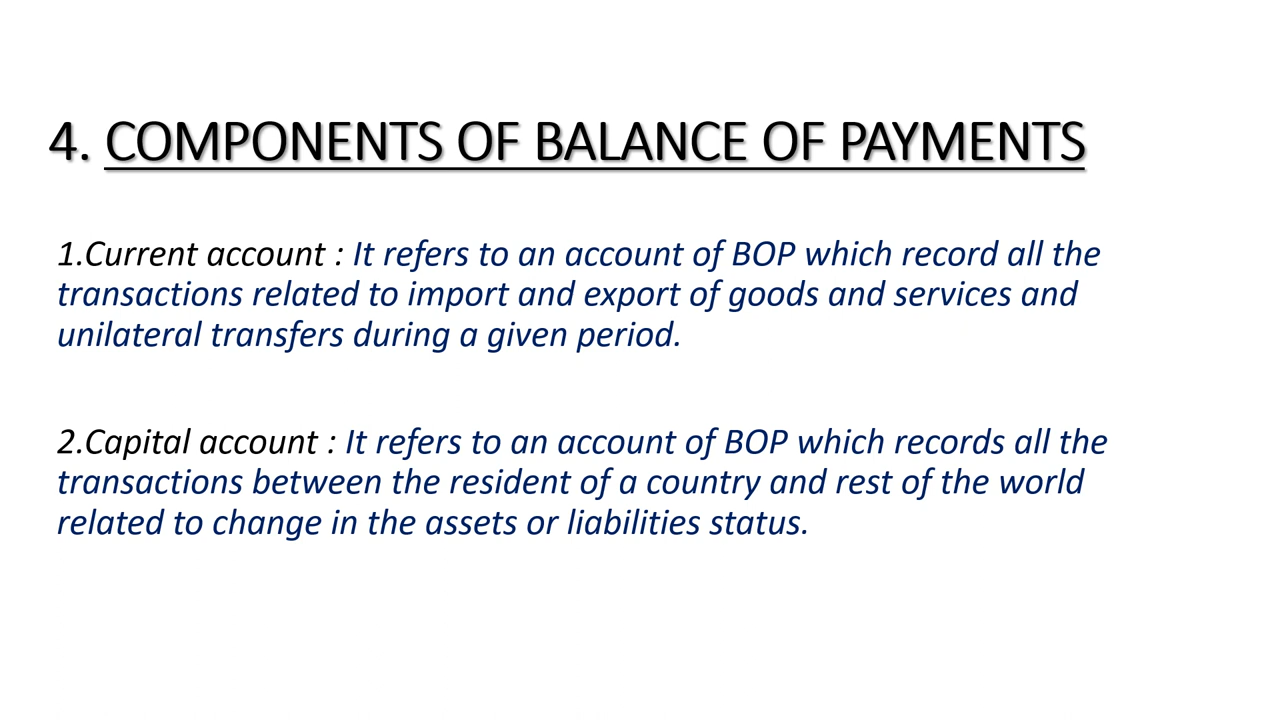 4. COMPONENTS OF BALANCE OF PAYMENTS
1.Current account : It refers to an account of BOP which record all the
transactions related to import and export of goods and services and
unilateral transfers during a given period.
2.Capital account : It refers to an account of BOP which records all the
transactions between the resident of a country and rest of the world
related to change in the assets or liabilities status.